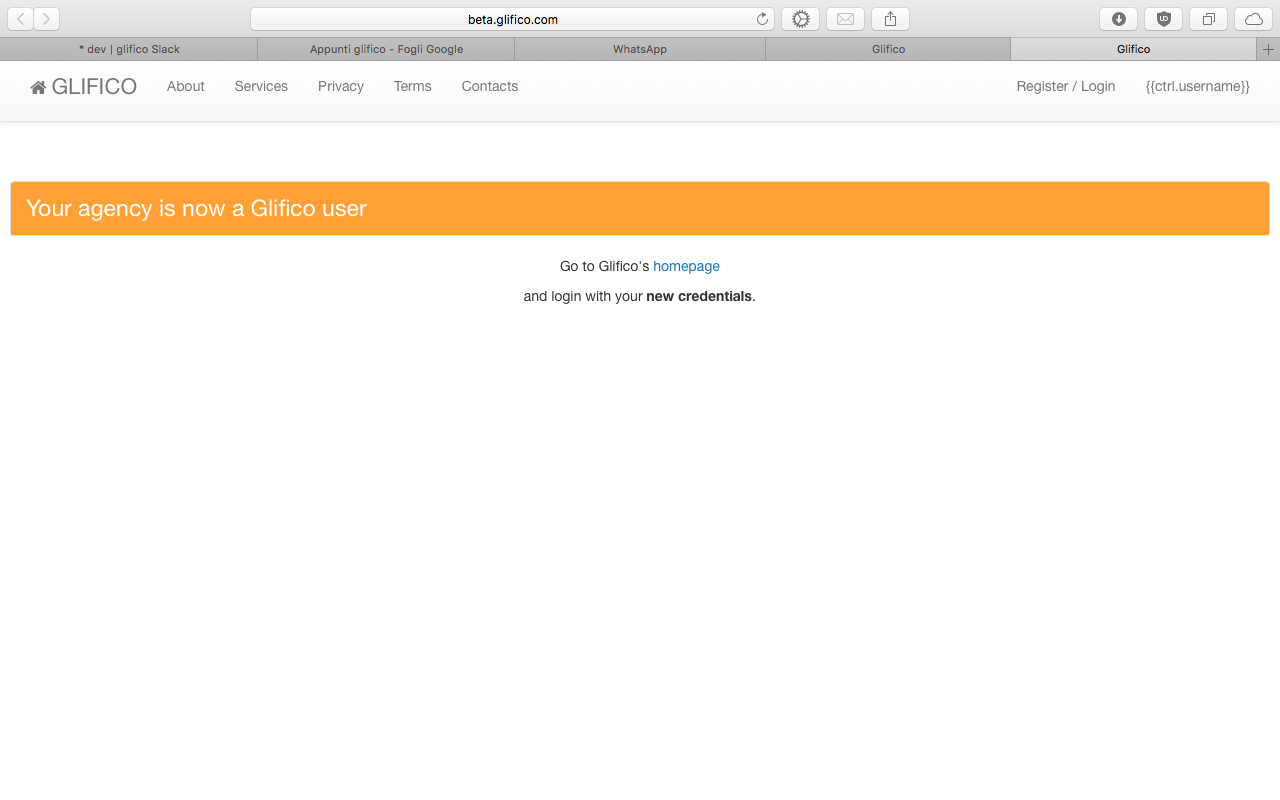 beta.glifico.com
* dev | glifico Slack
Appunti glifico - Fogli Google
WhatsApp
Glifico
Glifico
GLIFICO
About
Services
Privacy
Terms
Contacts
Register / Login
{{ctrl.username}}
Your agency is now a Glifico user
Go to Glifico's homepage
and login with your new credentials.